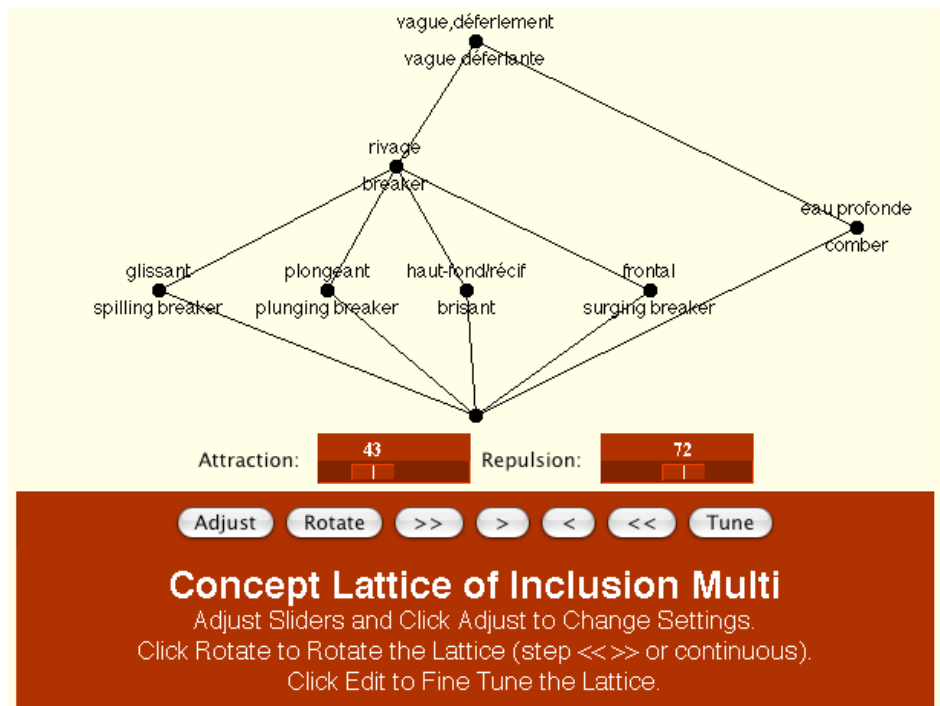 vague,déferlement
vague déferlante
rivage
breaker
eau profonde
comber
glissant plongeant haut-fond/récif frontal
spilling breaker plunging breaker brisant surging breaker
Attraction: 43 Repulsion: 72
Adjust Rotate >> > < << Tune
Concept Lattice of Inclusion Multi
Adjust Sliders and Click Adjust to Change Settings.
Click Rotate to Rotate the Lattice (step << >> or continuous).
Click Edit to Fine Tune the Lattice.